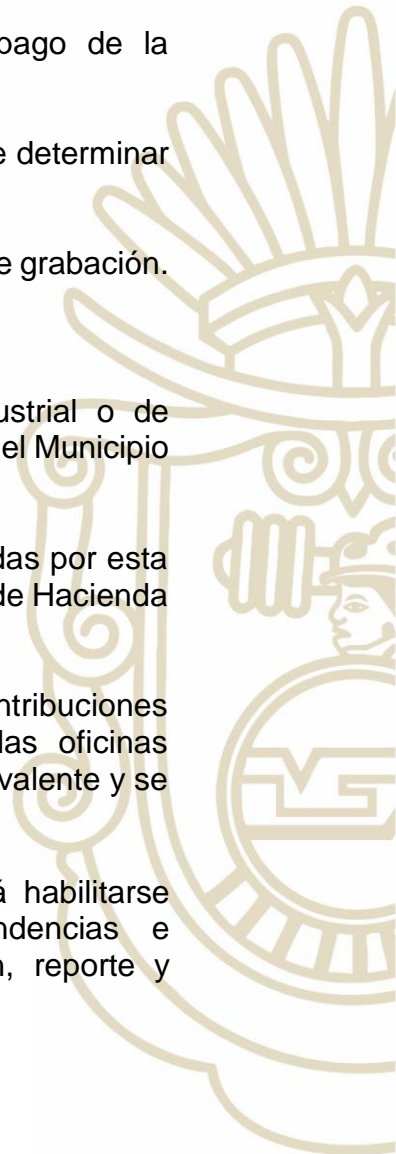 pago de la
e determinar
e grabación.
ustrial o de
el Municipio
das por esta
de Hacienda
ntribuciones
las oficinas
valente y se
á habilitarse
ndencias e
n, reporte y